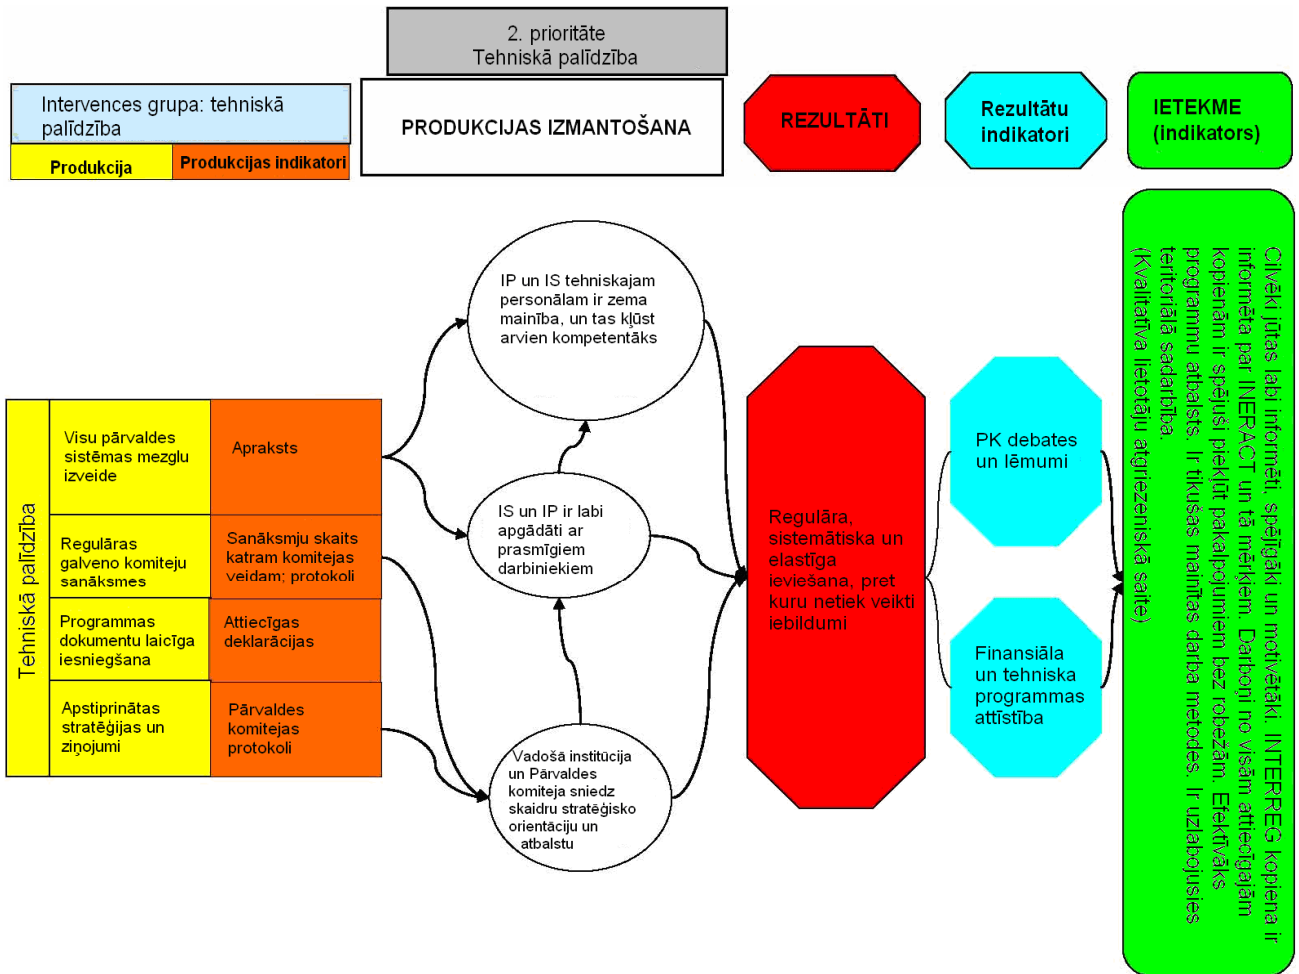 2. prioritāte
Tehniskā palīdzība
Intervences grupa: tehniskā
palīdzība
Produkcija
Produkcijas indikatori
PRODUKCIJAS IZMANTOŠANA
REZULTĀTI
Rezultātu
indikatori
IETEKME
(indikators)
Tehniskā palīdzība
Visu pārvaldes
sistēmas mezglu
izveide
Apraksts
Regulāras
galveno komiteju
sanāksmes
Sanāksmju skaits
katram komitejas
veidam; protokoli
Programmas
dokumentu laicīga
iesniegšana
Attiecīgas
deklarācijas
Apstiprinātas
stratēģijas un
ziņojumi
Pārvaldes
komitejas
protokoli
IP un IS tehniskajam
personālam ir zema
mainība, un tas kļūst
arvien kompetentāks
IS un IP ir labi
apgādāti ar
prasmīgiem
darbiniekiem
Vadošā institūcija
un Pārvaldes
komiteja sniedz
skaidru stratēģisko
orientāciju un
atbalstu
Regulāra,
sistemātiska un
elastīga
ieviešana, pret
kuru netiek veikti
iebildumi
PK debates
un lēmumi
Finansiāla
un tehniska
programmas
attīstība
Cilvēki jūtas labi informēti, spējīgāki un motivētāki. INTERREG kopiena ir
informēta par INERACT un tā mērķiem. Darboņi no visām attiecīgajām
kopienām ir spējuši piekļūt pakalpojumiem bez robežām. Efektīvāks
programmu atbalsts. Ir tikušas mainītas darba metodes. Ir uzlabojusies
teritoriālā sadarbība.
(Kvalitatīva lietotāju atgriezeniskā saite)